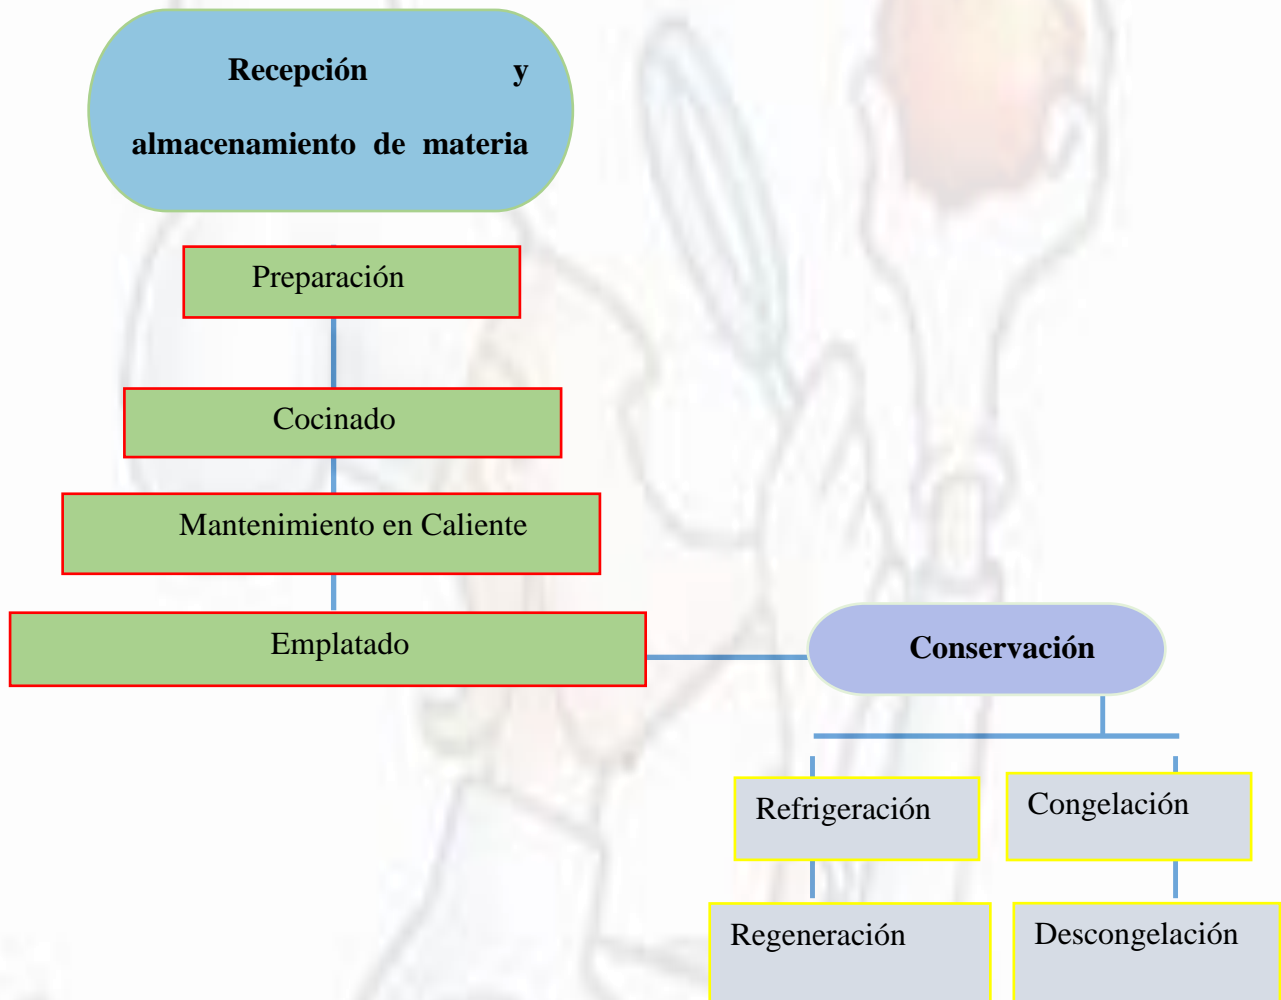 Recepción y
almacenamiento de materia
Preparación
Cocinado
Mantenimiento en Caliente
Emplatado
Conservación
Refrigeración
Congelación
Regeneración
Descongelación